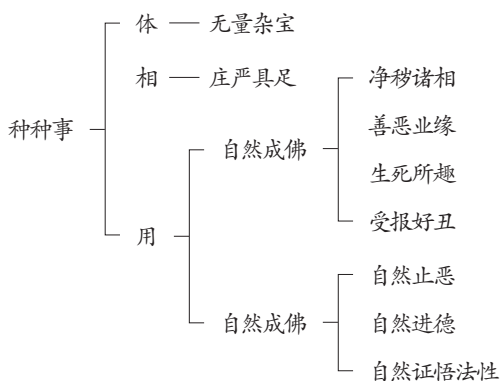 种种事
体
无量杂宝
相
庄严具足
用
自然成佛
净秽诸相
善恶业缘
生死所趣
受报好丑
自然成佛
自然止恶
自然进德
自然证悟法性